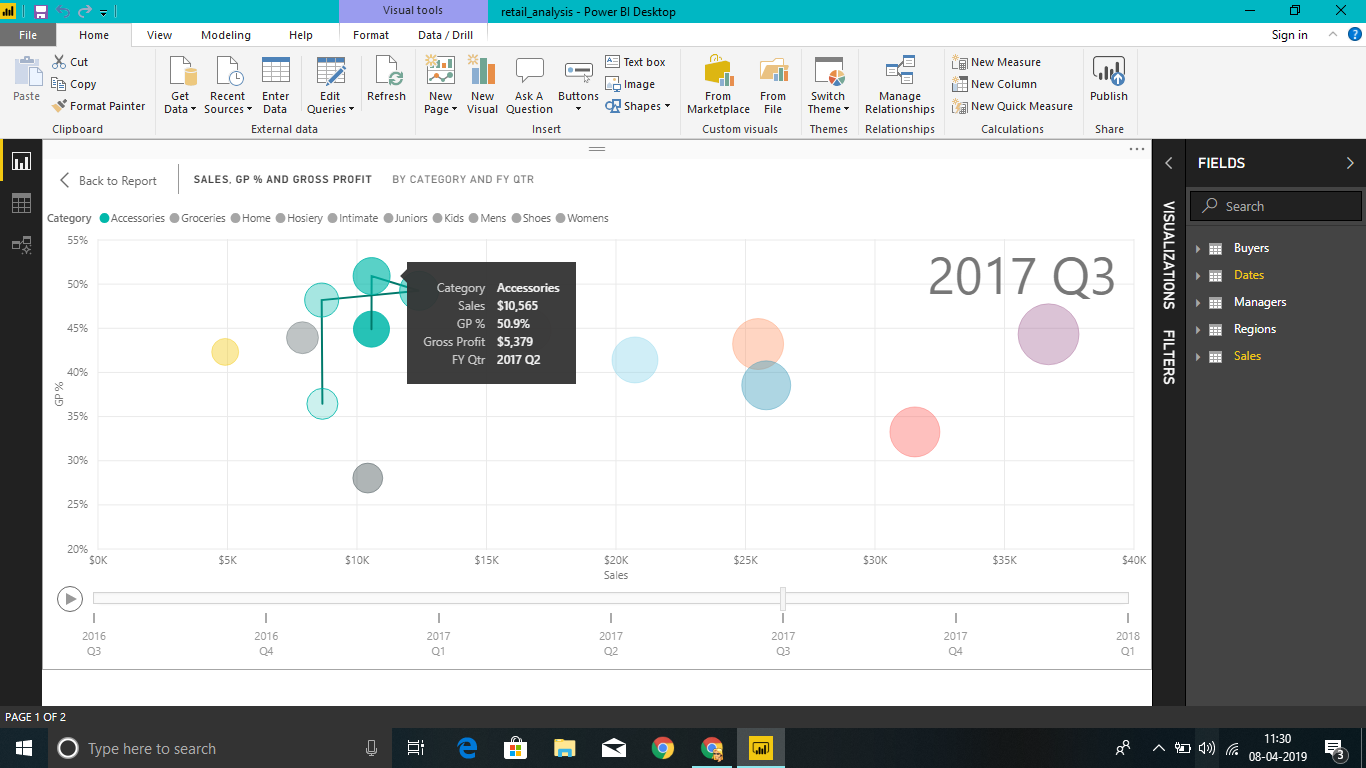 Visual tools
retail_analysis - Power BI Desktop
File Home View Modeling Help Format Data / Drill Sign in
Paste Cut Copy Format Painter
Clipboard
Get Data Recent Sources Enter Data Edit Queries Refresh
External data
New Page New Visual Ask A Question Buttons Text box Image Shapes
Insert
From Marketplace From File
Custom visuals
Switch Theme
Themes
Manage Relationships
Relationships
New Measure
New Column
New Quick Measure
Calculations
Publish
Share
Back to Report SALES, GP % AND GROSS PROFIT BY CATEGORY AND FY QTR
Category Accessories Groceries Home Hosiery Intimate Juniors Kids Mens Shoes Womens
2017 Q3
55%
50%
45%
40%
35%
30%
25%
20%
GP %
Category Accessories
Sales $10,565
GP % 50.9%
Gross Profit $5,379
FY Qtr 2017 Q2
$0K $5K $10K $15K $20K $25K $30K $35K $40K
Sales
2016 2016 2017 2017 2017 2017 2018
Q3 Q4 Q1 Q2 Q3 Q4 Q1
VISUALIZATIONS
FILTERS
FIELDS
Search
Buyers
Dates
Managers
Regions
Sales
PAGE 1 OF 2
Type here to search
11:30
08-04-2019
3